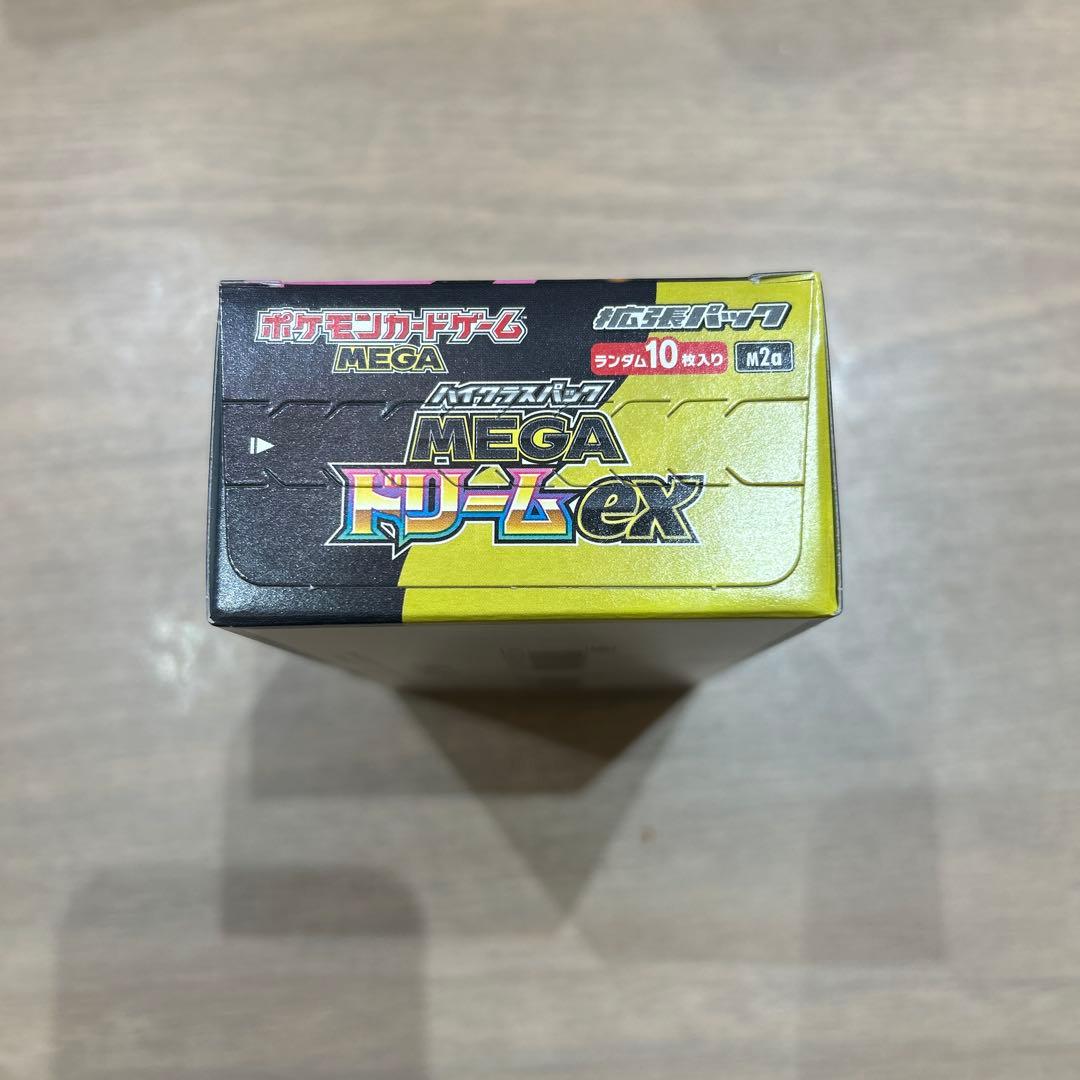 ポケモンカードゲーム
MEGA
拡張パック
ランダム10枚入り
M2a
ハイクラスパック
MEGA
ドリームex